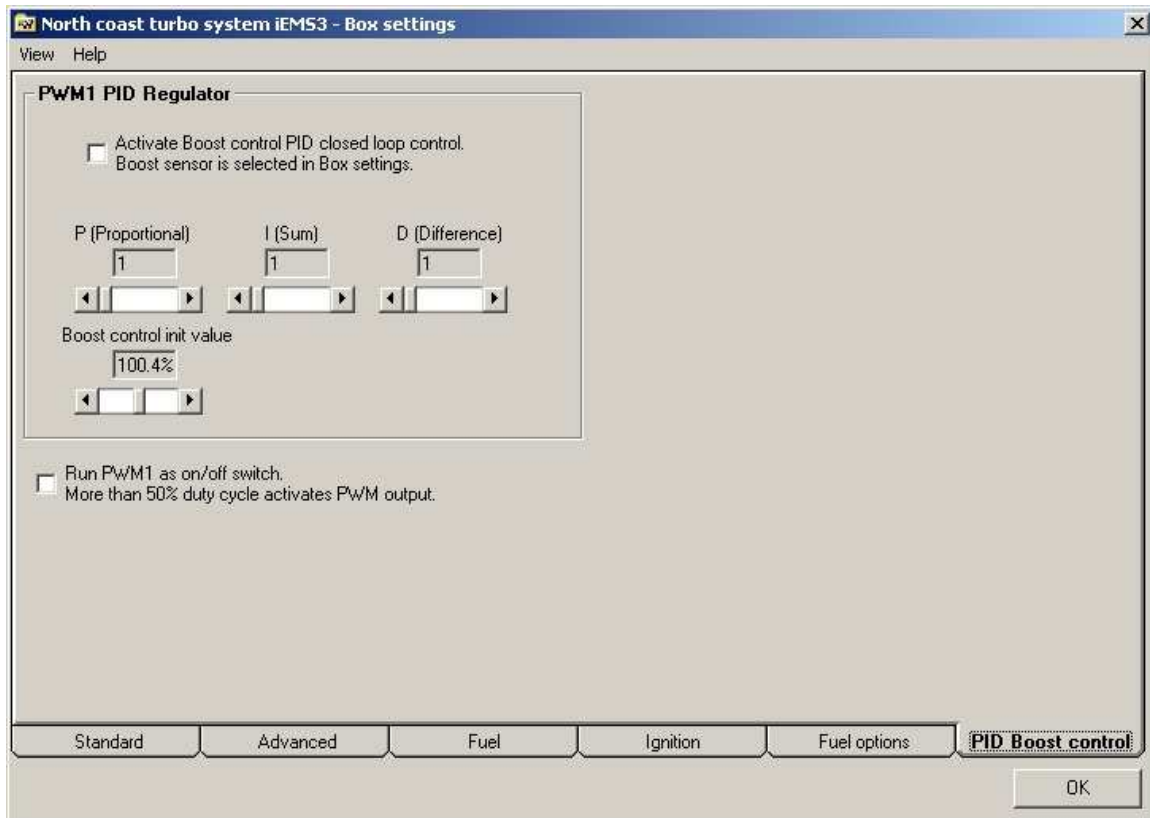 North coast turbo system iEMS3 - Box settings
View Help
PWM1 PID Regulator
Activate Boost control PID closed loop control.
Boost sensor is selected in Box settings.
P (Proportional) I (Sum) D (Difference)
1 1 1
Boost control init value
100.4%
Run PWM1 as on/off switch.
More than 50% duty cycle activates PWM output.
Standard Advanced Fuel Ignition Fuel options PID Boost control
OK